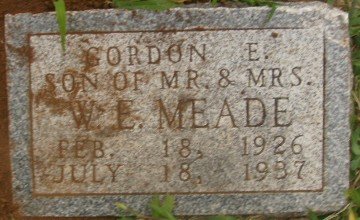 GORDON E.
SON OF MR. & MRS.
W. E. MEADE
FEB. 18, 1926
JULY 18, 1937